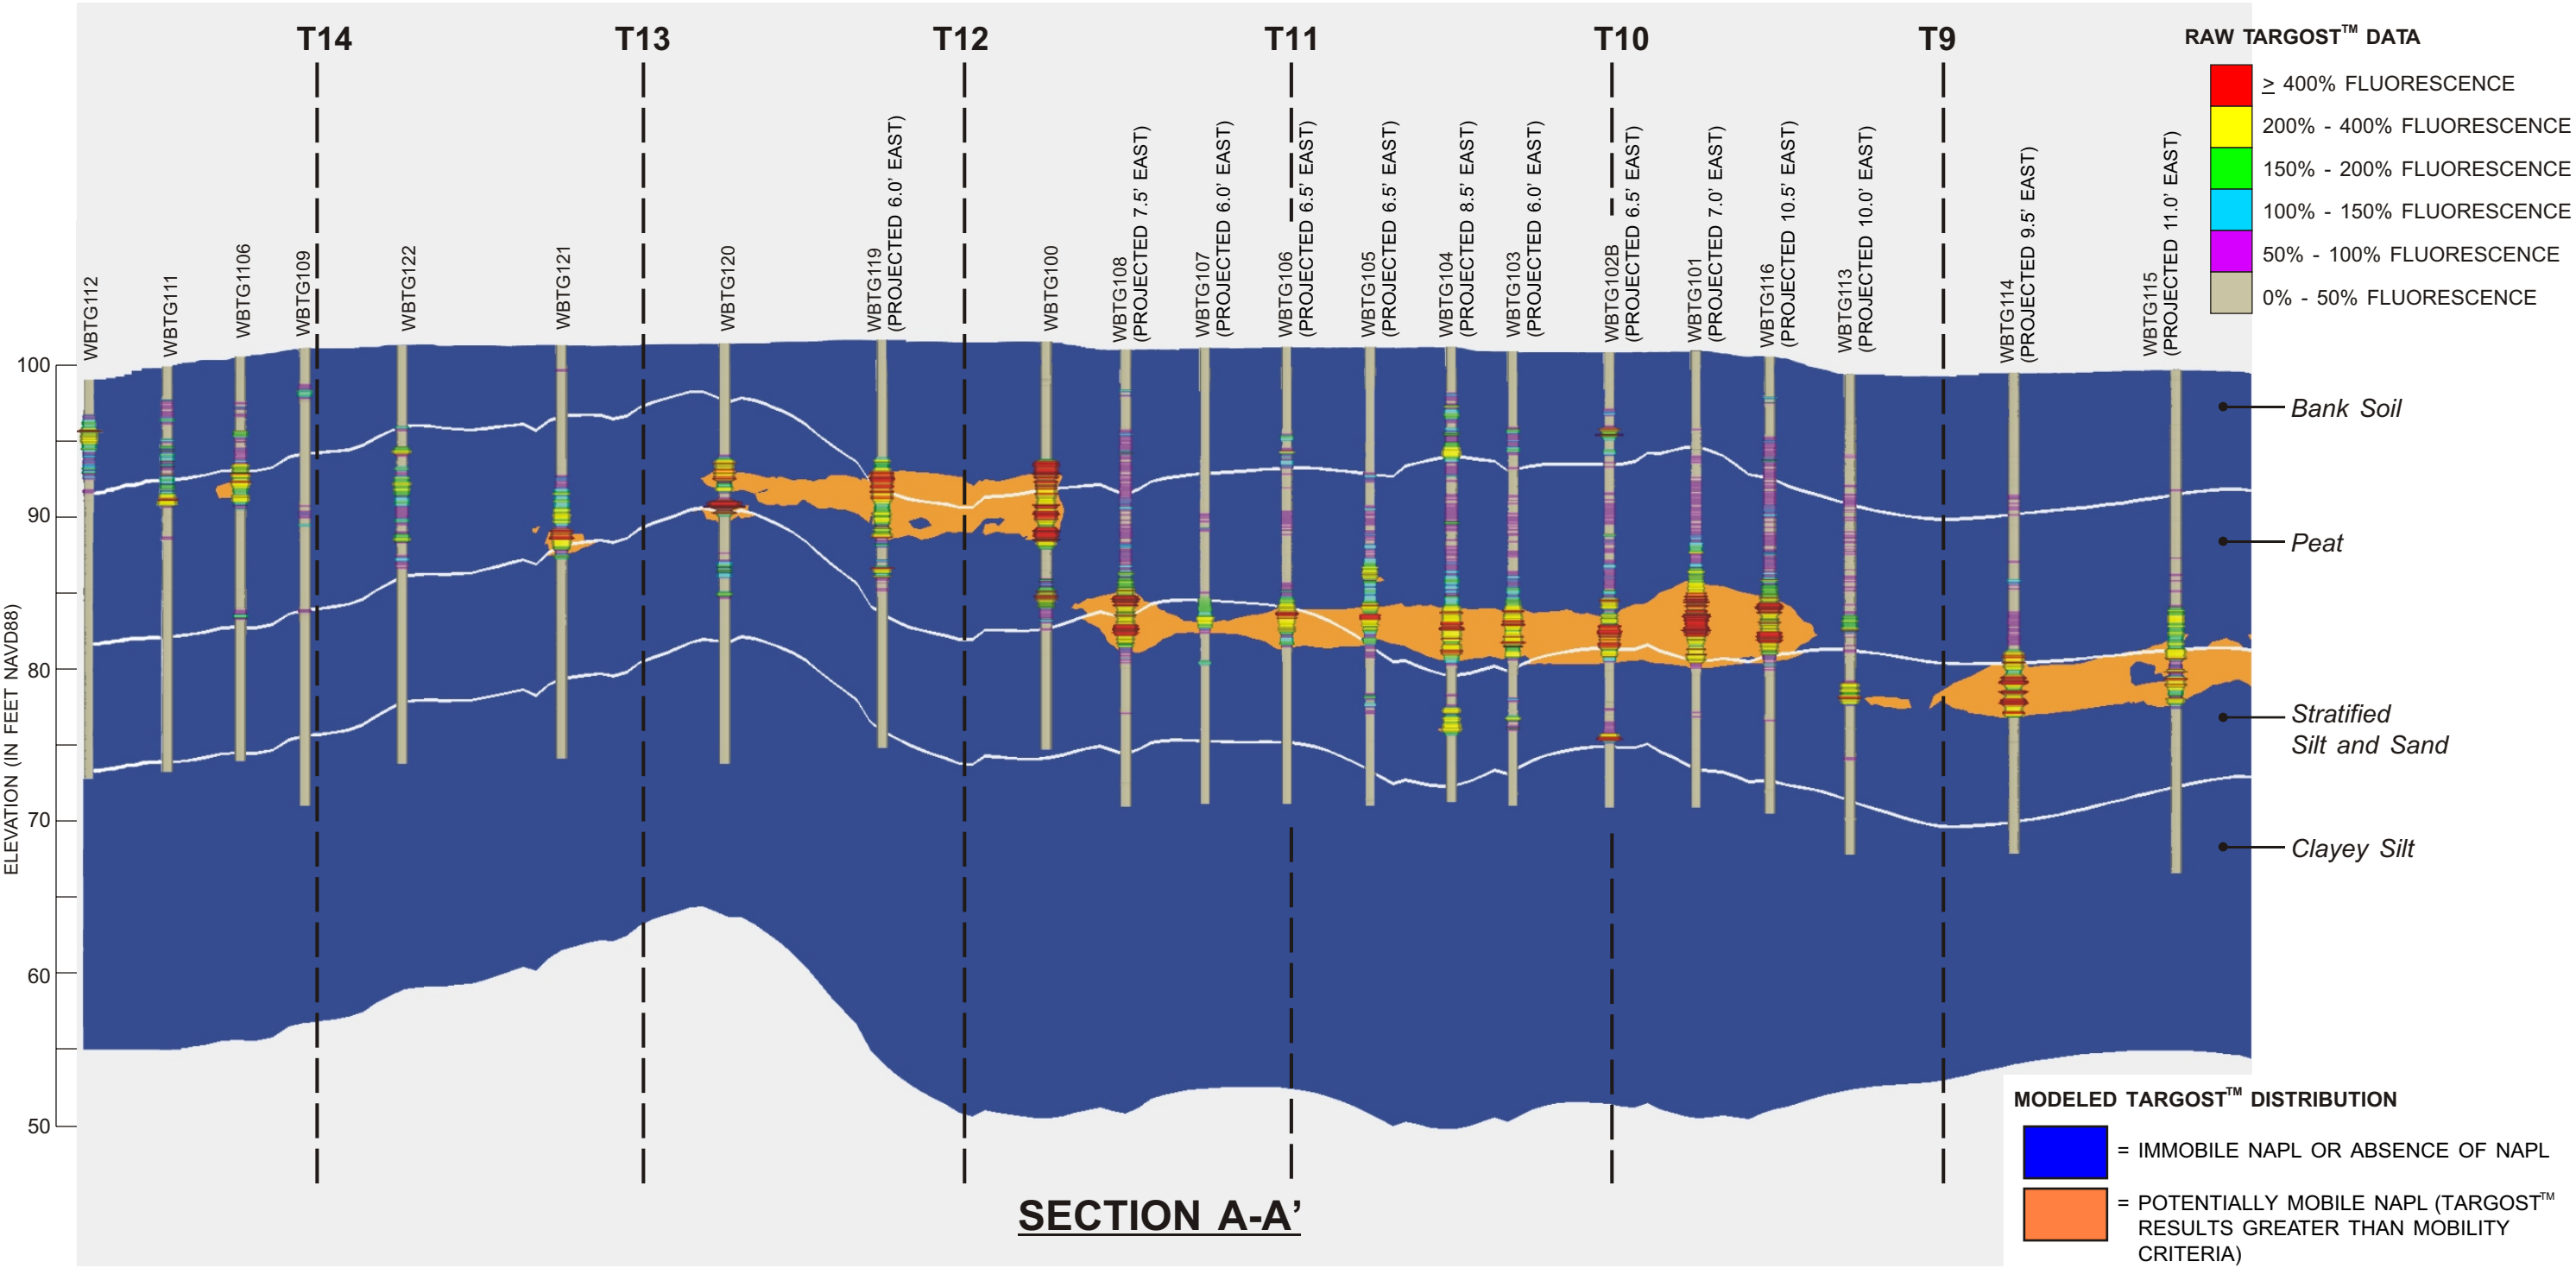 T14
T13
T12
T11
T10
T9
RAW TARGOST™ DATA
≥ 400% FLUORESCENCE
200% - 400% FLUORESCENCE
150% - 200% FLUORESCENCE
100% - 150% FLUORESCENCE
50% - 100% FLUORESCENCE
0% - 50% FLUORESCENCE
WBTG112
WBTG111
WBTG1106
WBTG109
WBTG122
WBTG121
WBTG120
WBTG119
(PROJECTED 6.0' EAST)
WBTG100
WBTG108
(PROJECTED 7.5' EAST)
WBTG107
(PROJECTED 6.0' EAST)
WBTG106
(PROJECTED 6.5' EAST)
WBTG105
(PROJECTED 6.5' EAST)
WBTG104
(PROJECTED 8.5' EAST)
WBTG103
(PROJECTED 6.0' EAST)
WBTG102B
(PROJECTED 6.5' EAST)
WBTG101
(PROJECTED 7.0' EAST)
WBTG116
(PROJECTED 10.5' EAST)
WBTG113
(PROJECTED 10.0' EAST)
WBTG114
(PROJECTED 9.5' EAST)
WBTG115
(PROJECTED 11.0' EAST)
ELEVATION (IN FEET NAVD88)
100
90
80
70
60
50
Bank Soil
Peat
Stratified
Silt and Sand
Clayey Silt
SECTION A-A'
MODELED TARGOST™ DISTRIBUTION
= IMMOBILE NAPL OR ABSENCE OF NAPL
= POTENTIALLY MOBILE NAPL (TARGOST™
RESULTS GREATER THAN MOBILITY
CRITERIA)